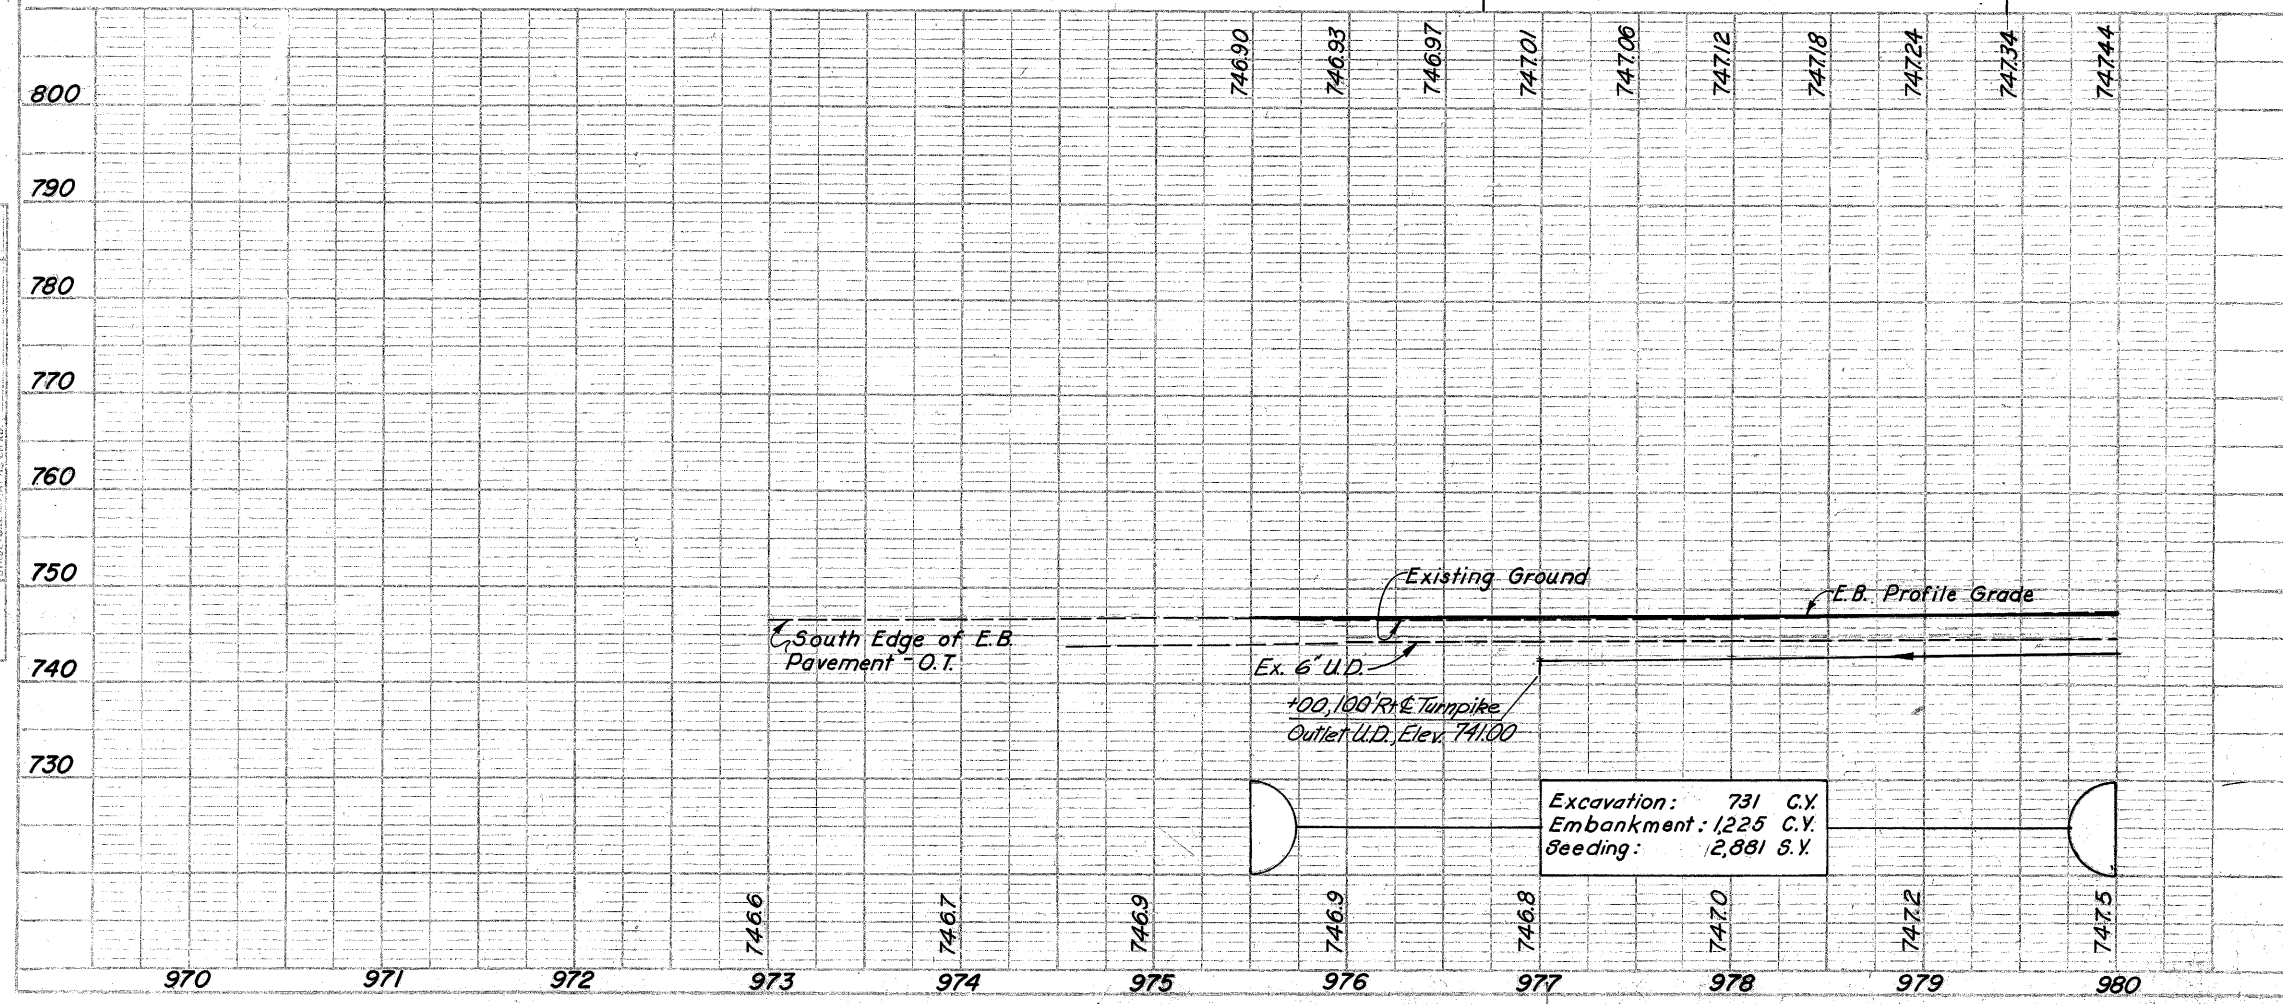 746.90
746.93
746.97
747.01
747.06
747.12
747.18
747.24
747.34
747.44
800
790
780
770
760
750
740
730
Existing Ground
E.B. Profile Grade
South Edge of E.B.
Pavement - O.T.
Ex. 6" U.D.
+00, 100' Rt ℄ Turnpike
Outlet U.D., Elev. 741.00
Excavation: 731 C.Y.
Embankment: 1,225 C.Y.
Seeding: 2,881 S.Y.
746.6
746.7
746.9
746.9
746.8
747.0
747.2
747.5
970 971 972 973 974 975 976 977 978 979 980